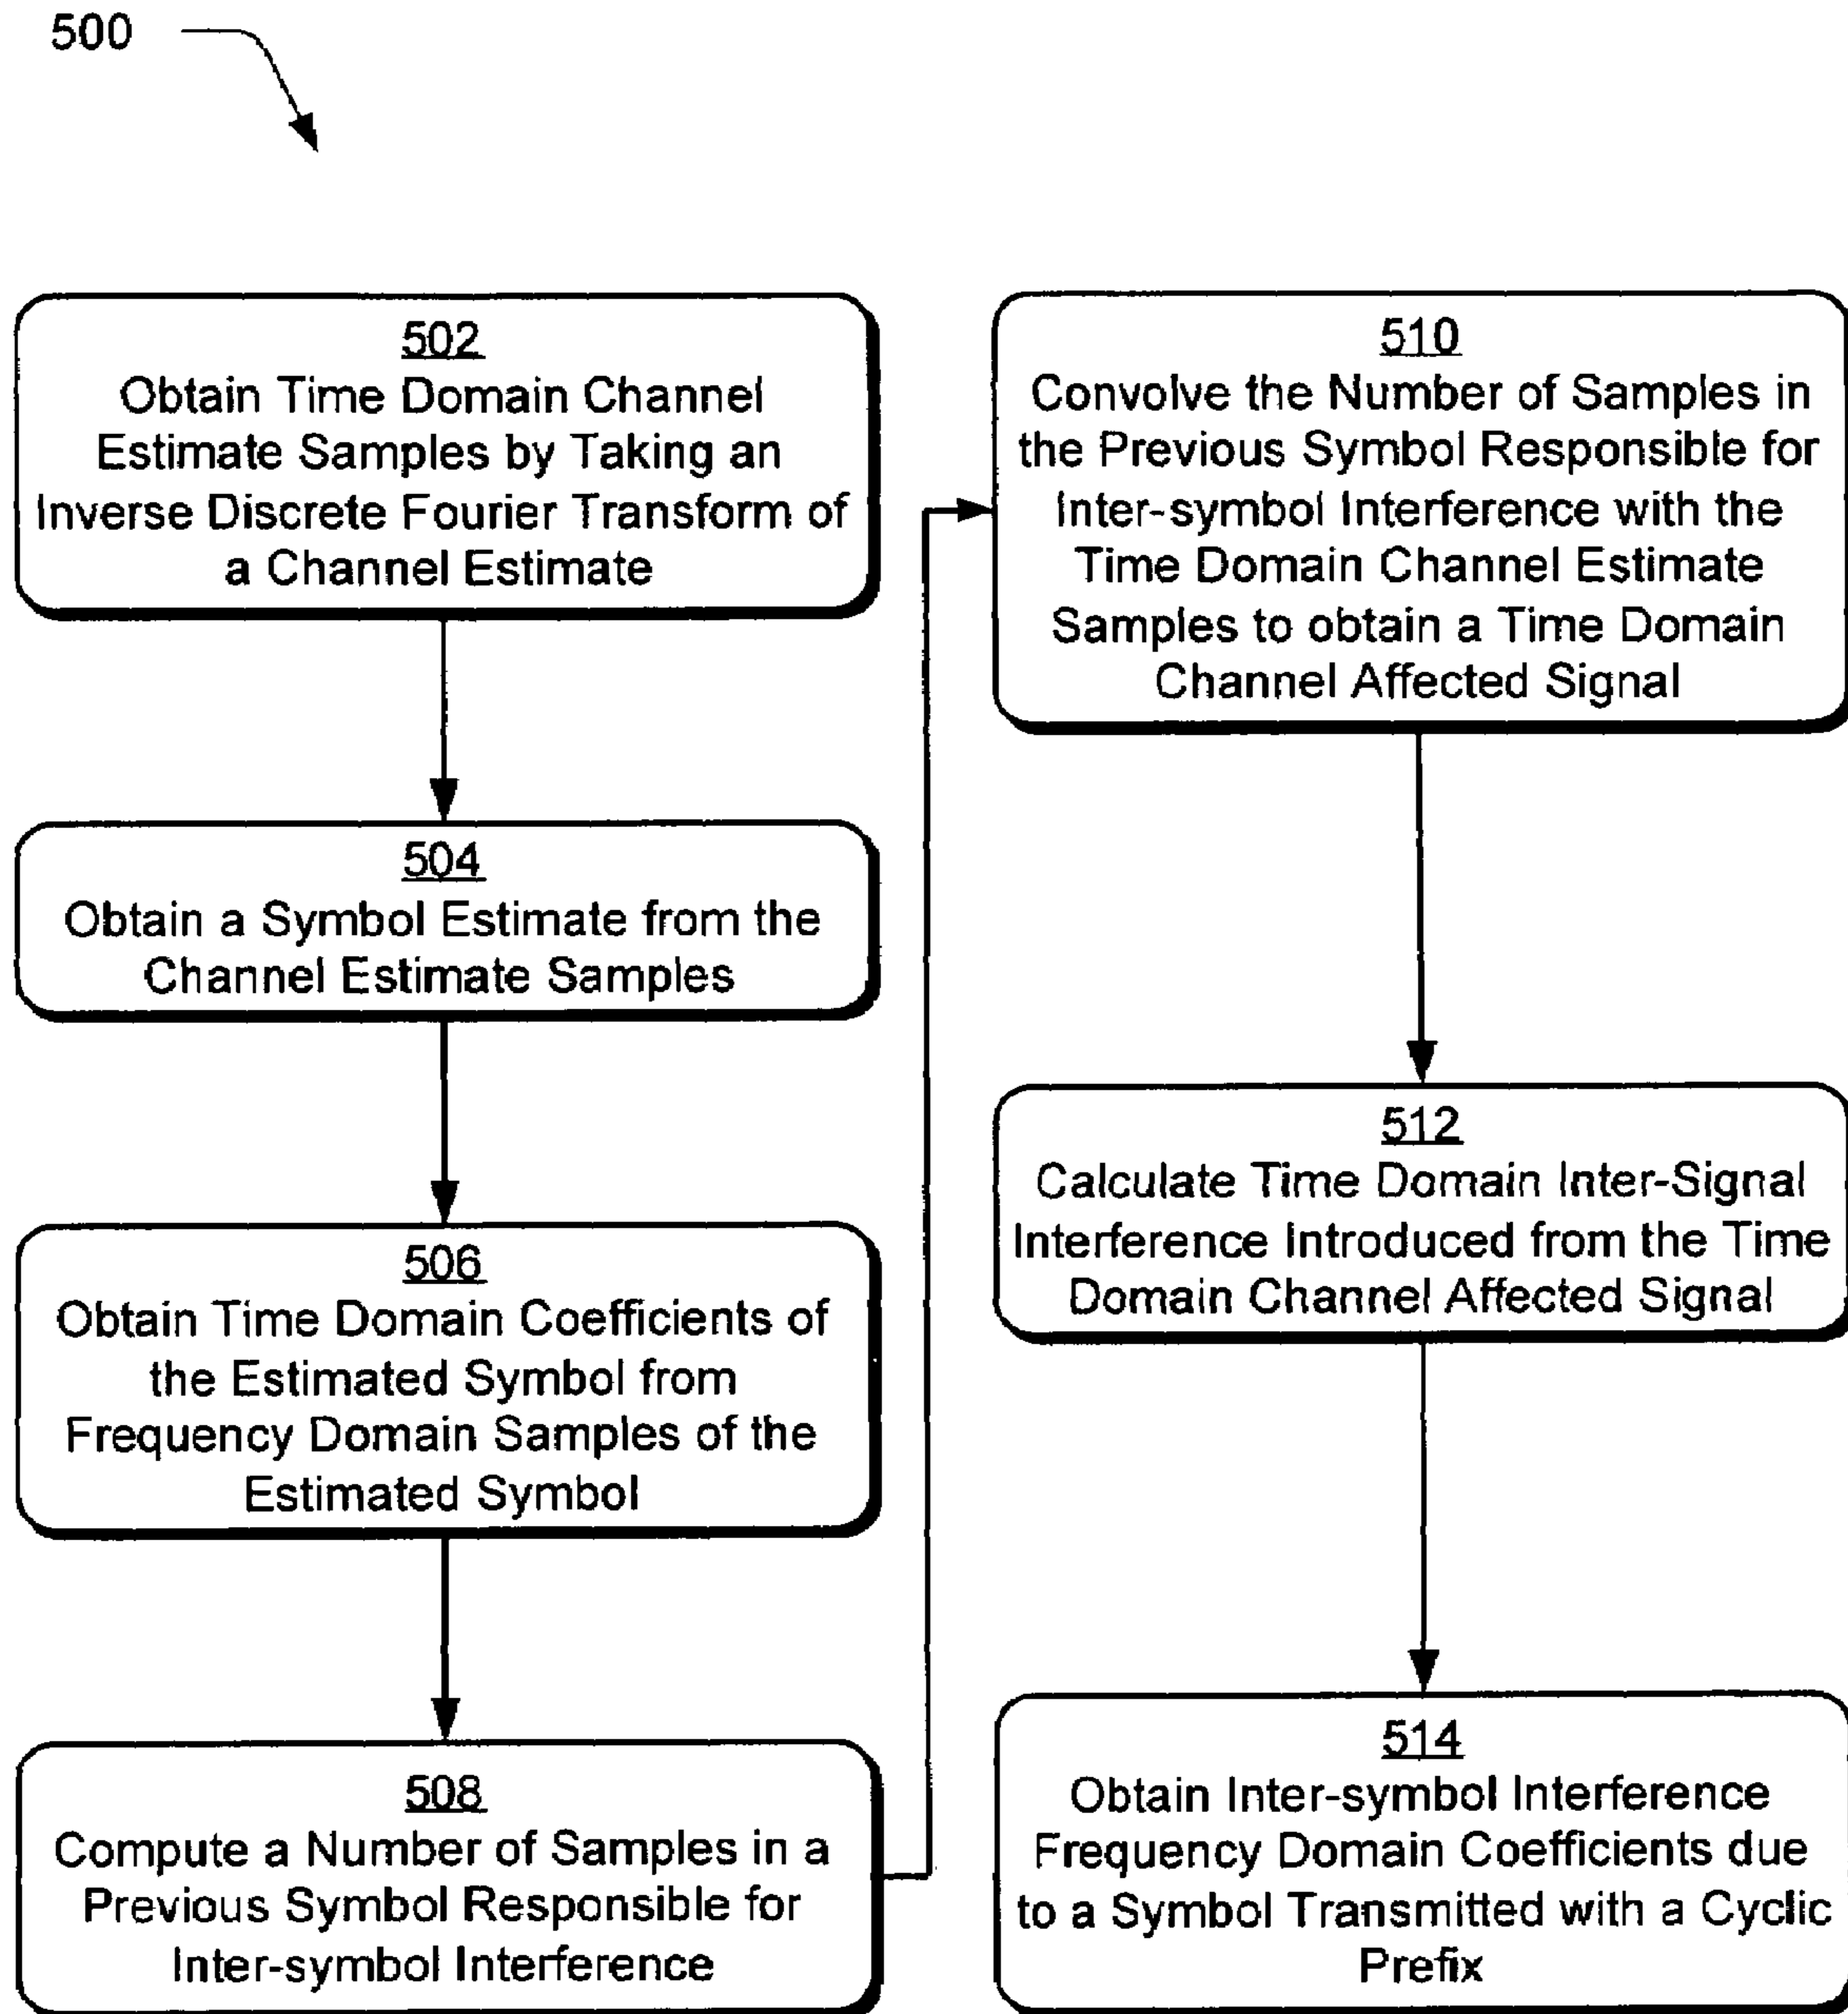 500
502
Obtain Time Domain Channel
Estimate Samples by Taking an
Inverse Discrete Fourier Transform of
a Channel Estimate
504
Obtain a Symbol Estimate from the
Channel Estimate Samples
506
Obtain Time Domain Coefficients of
the Estimated Symbol from
Frequency Domain Samples of the
Estimated Symbol
508
Compute a Number of Samples in a
Previous Symbol Responsible for
Inter-symbol Interference
510
Convolve the Number of Samples in
the Previous Symbol Responsible for
Inter-symbol Interference with the
Time Domain Channel Estimate
Samples to obtain a Time Domain
Channel Affected Signal
512
Calculate Time Domain Inter-Signal
Interference Introduced from the Time
Domain Channel Affected Signal
514
Obtain Inter-symbol Interference
Frequency Domain Coefficients due
to a Symbol Transmitted with a Cyclic
Prefix